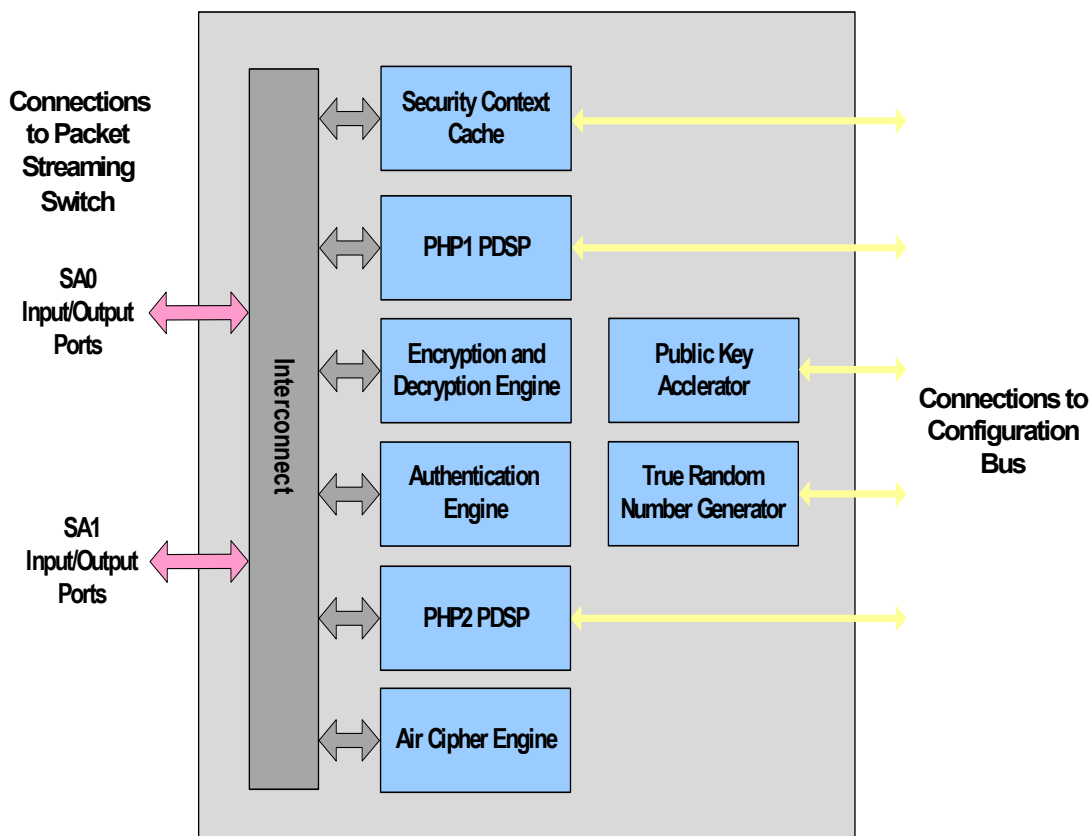 Connections
to Packet
Streaming
Switch
SA0
Input/Output
Ports
SA1
Input/Output
Ports
Interconnect
Security Context
Cache
PHP1 PDSP
Encryption and
Decryption Engine
Authentication
Engine
PHP2 PDSP
Air Cipher Engine
Public Key
Acclerator
True Random
Number Generator
Connections to
Configuration
Bus